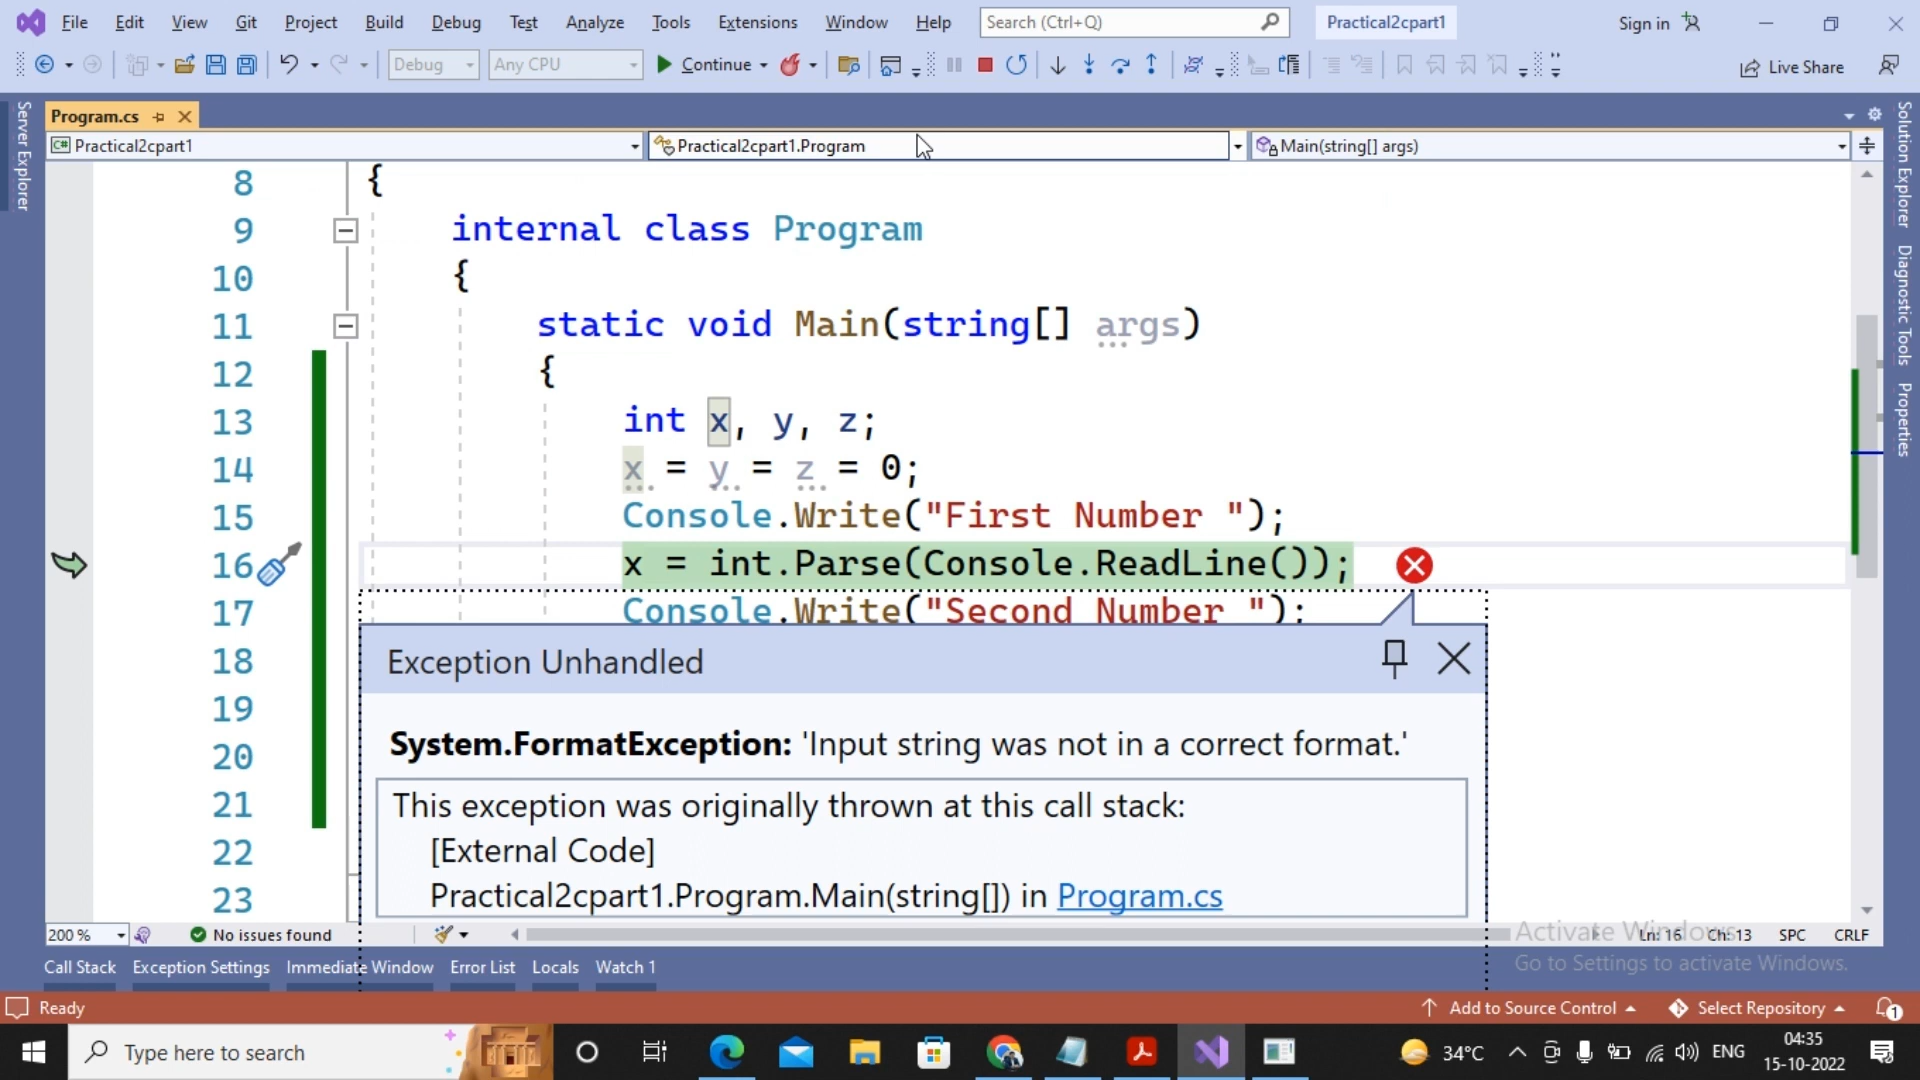 File Edit View Git Project Build Debug Test Analyze Tools Extensions Window Help Search (Ctrl+Q) Practical2cpart1 Sign in
Debug Any CPU Continue Live Share
Server Explorer
Program.cs
Practical2cpart1 Practical2cpart1.Program Main(string[] args)
Solution Explorer
Diagnostic Tools
Properties
8 {
9 internal class Program
10 {
11 static void Main(string[] args)
12 {
13 int x, y, z;
14 x = y = z = 0;
15 Console.Write("First Number ");
16 x = int.Parse(Console.ReadLine());
17 Console.Write("Second Number ");
18
19
20
21
22
23
Exception Unhandled
System.FormatException: 'Input string was not in a correct format.'
This exception was originally thrown at this call stack:
[External Code]
Practical2cpart1.Program.Main(string[]) in Program.cs
200 % No issues found Ln: 16 Ch: 13 SPC CRLF
Activate Windows
Go to Settings to activate Windows.
Call Stack Exception Settings Immediate Window Error List Locals Watch 1
Ready Add to Source Control Select Repository 1
Type here to search 34°C ENG 04:35
15-10-2022